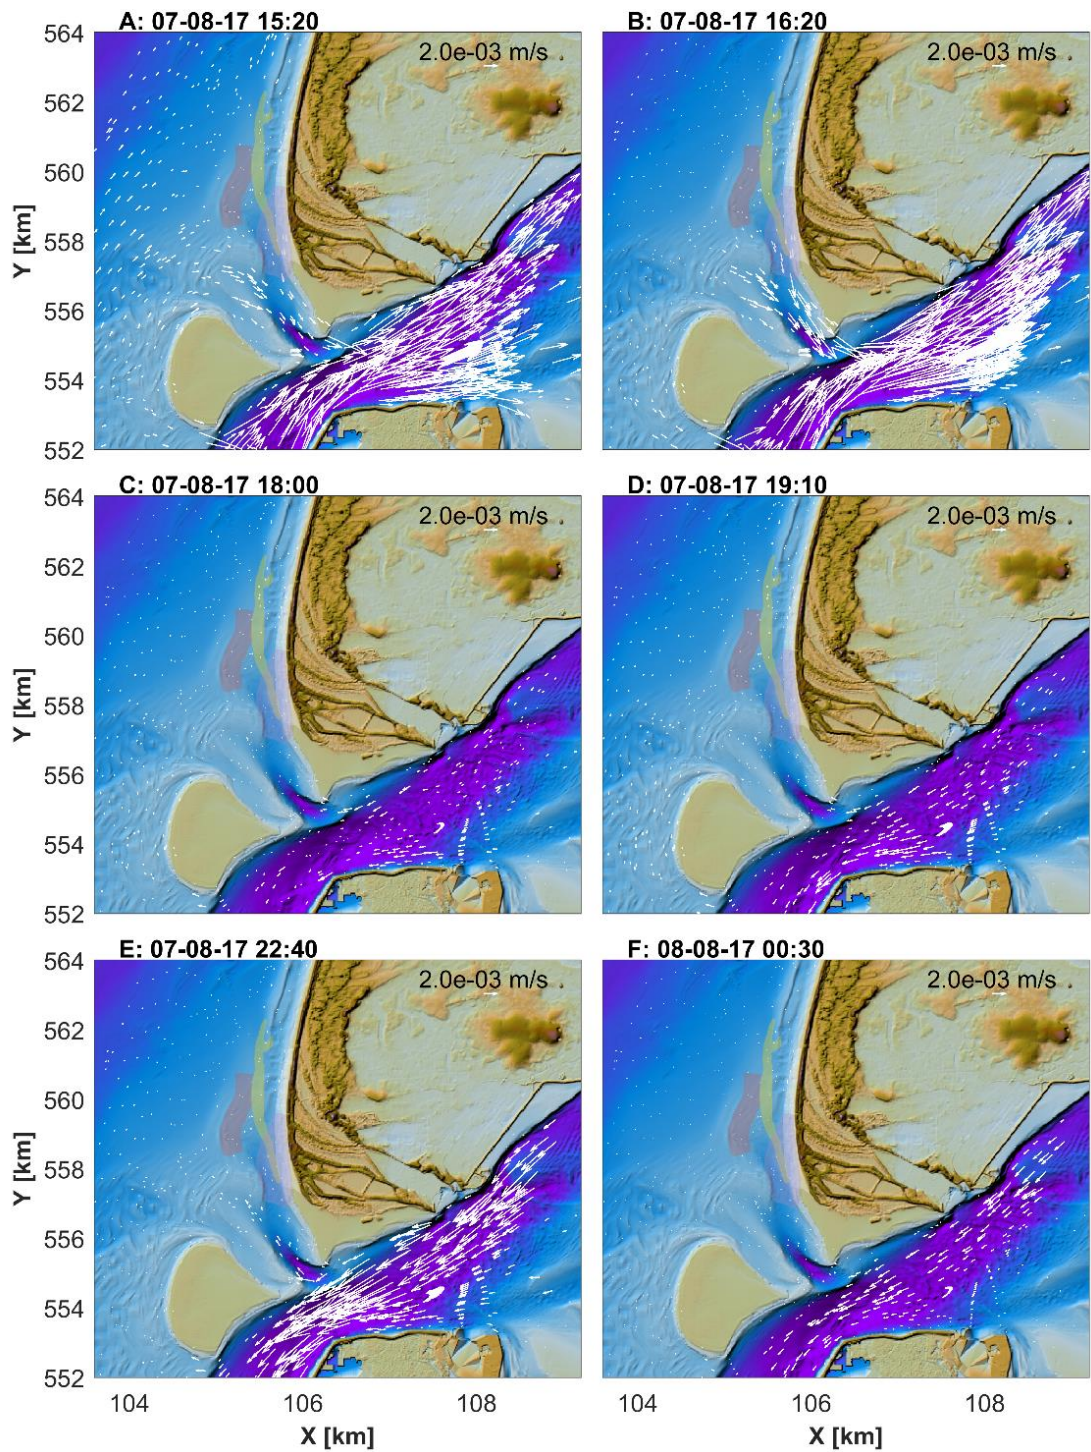 A: 07-08-17 15:20
B: 07-08-17 16:20
2.0e-03 m/s
2.0e-03 m/s
564
562
560
558
556
554
552
Y [km]
C: 07-08-17 18:00
D: 07-08-17 19:10
2.0e-03 m/s
2.0e-03 m/s
564
562
560
558
556
554
552
Y [km]
E: 07-08-17 22:40
F: 08-08-17 00:30
2.0e-03 m/s
2.0e-03 m/s
564
562
560
558
556
554
552
Y [km]
104
106
108
104
106
108
X [km]
X [km]